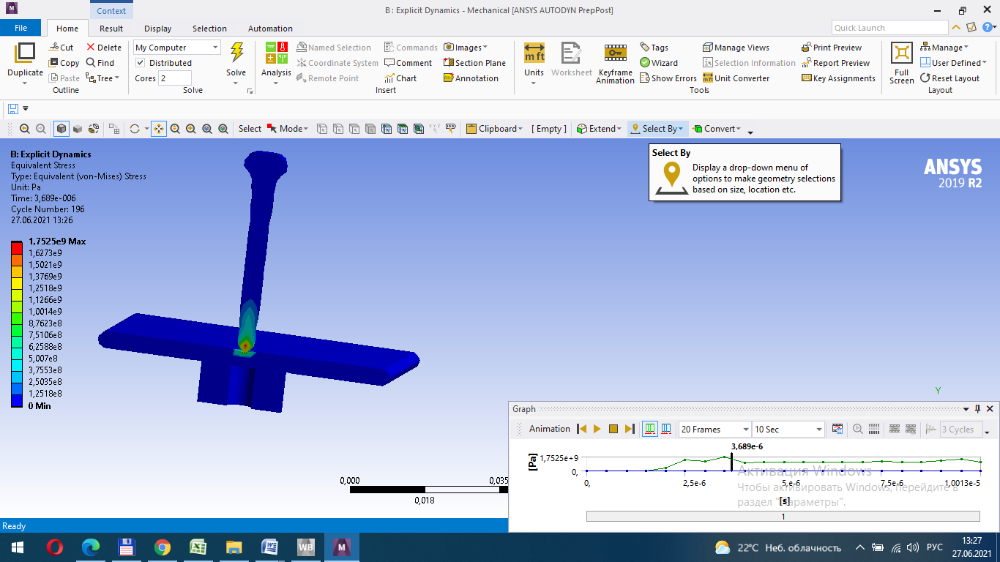 Context
B : Explicit Dynamics - Mechanical [ANSYS AUTODYN PrepPost]
File
Home
Result
Display
Selection
Automation
Quick Launch
Duplicate
Cut
Copy
Paste
Delete
Find
Tree
Outline
My Computer
Distributed
Cores 2
Solve
Solve
Analysis
Named Selection
Coordinate System
Remote Point
Commands
Comment
Chart
Images
Section Plane
Annotation
Insert
Units
Worksheet
Keyframe
Animation
Tags
Wizard
Show Errors
Manage Views
Selection Information
Unit Converter
Print Preview
Report Preview
Key Assignments
Tools
Full
Screen
Manage
User Defined
Reset Layout
Layout
Select
Mode
Clipboard
[ Empty ]
Extend
Select By
Convert
Select By
Display a drop-down menu of
options to make geometry selections
based on size, location etc.
B: Explicit Dynamics
Equivalent Stress
Type: Equivalent (von-Mises) Stress
Unit: Pa
Time: 3,689e-006
Cycle Number: 196
27.06.2021 13:26
1,7525e9 Max
1,6273e9
1,5021e9
1,3769e9
1,2518e9
1,1266e9
1,0014e9
8,7623e8
7,5106e8
6,2588e8
5,007e8
3,7553e8
2,5035e8
1,2518e8
0 Min
ANSYS
2019 R2
Y
0,000
0,035
0,018
Graph
Animation
20 Frames
10 Sec
3 Cycles
3,689e-6
[Pa]
1,7525e+9
0,
0,
2,5e-6
5,e-6
7,5e-6
1,0013e-5
[s]
1
Активация Windows
Чтобы активировать Windows, перейдите в
раздел "Параметры".
Ready
WB
M
22°C Неб. облачность
РУС
13:27
27.06.2021